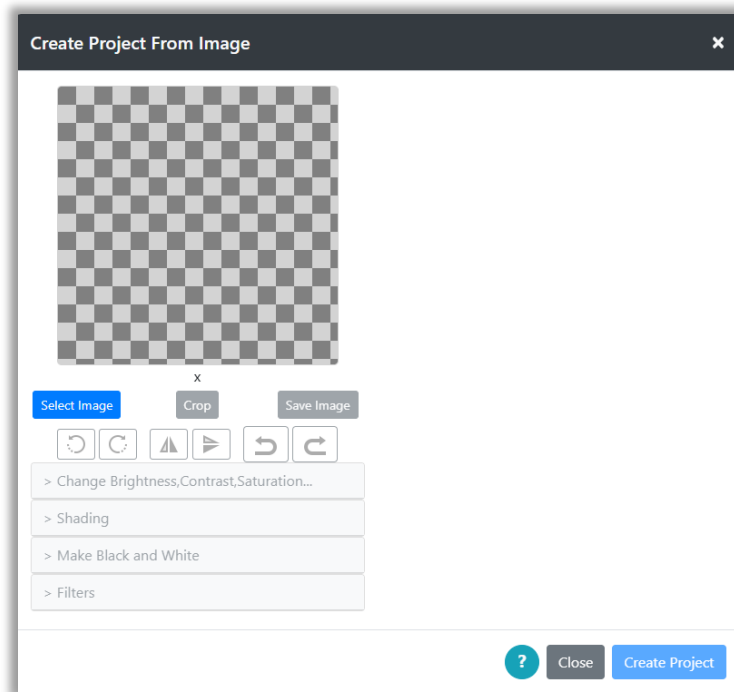 Create Project From Image ×
x
Select Image Crop Save Image
> Change Brightness,Contrast,Saturation...
> Shading
> Make Black and White
> Filters
? Close Create Project